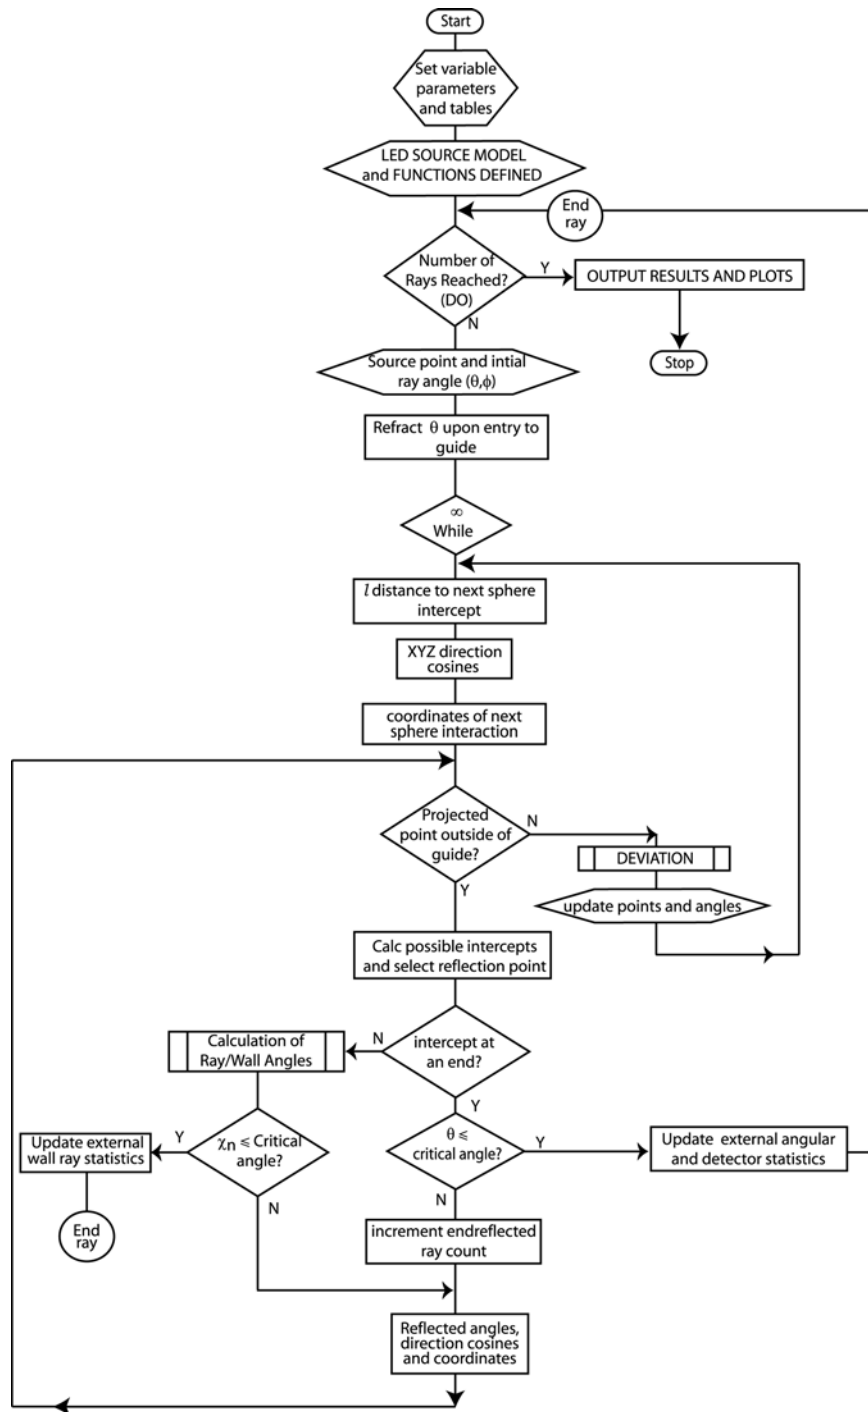 Start
Set variable
parameters
and tables
LED SOURCE MODEL
and FUNCTIONS DEFINED
End
ray
Number of
Rays Reached?
(DO)
Y
OUTPUT RESULTS AND PLOTS
N
Stop
Source point and intial
ray angle (θ,ϕ)
Refract θ upon entry to
guide
∞
While
l distance to next sphere
intercept
XYZ direction
cosines
coordinates of next
sphere interaction
Projected
point outside of
guide?
N
DEVIATION
Y
update points and angles
Calc possible intercepts
and select reflection point
Calculation of
Ray/Wall Angles
N
intercept at
an end?
Y
Update external
wall ray statistics
Y
χn ⩽ Critical
angle?
θ ⩽
critical angle?
Y
Update external angular
and detector statistics
N
N
End
ray
increment endreflected
ray count
Reflected angles,
direction cosines
and coordinates